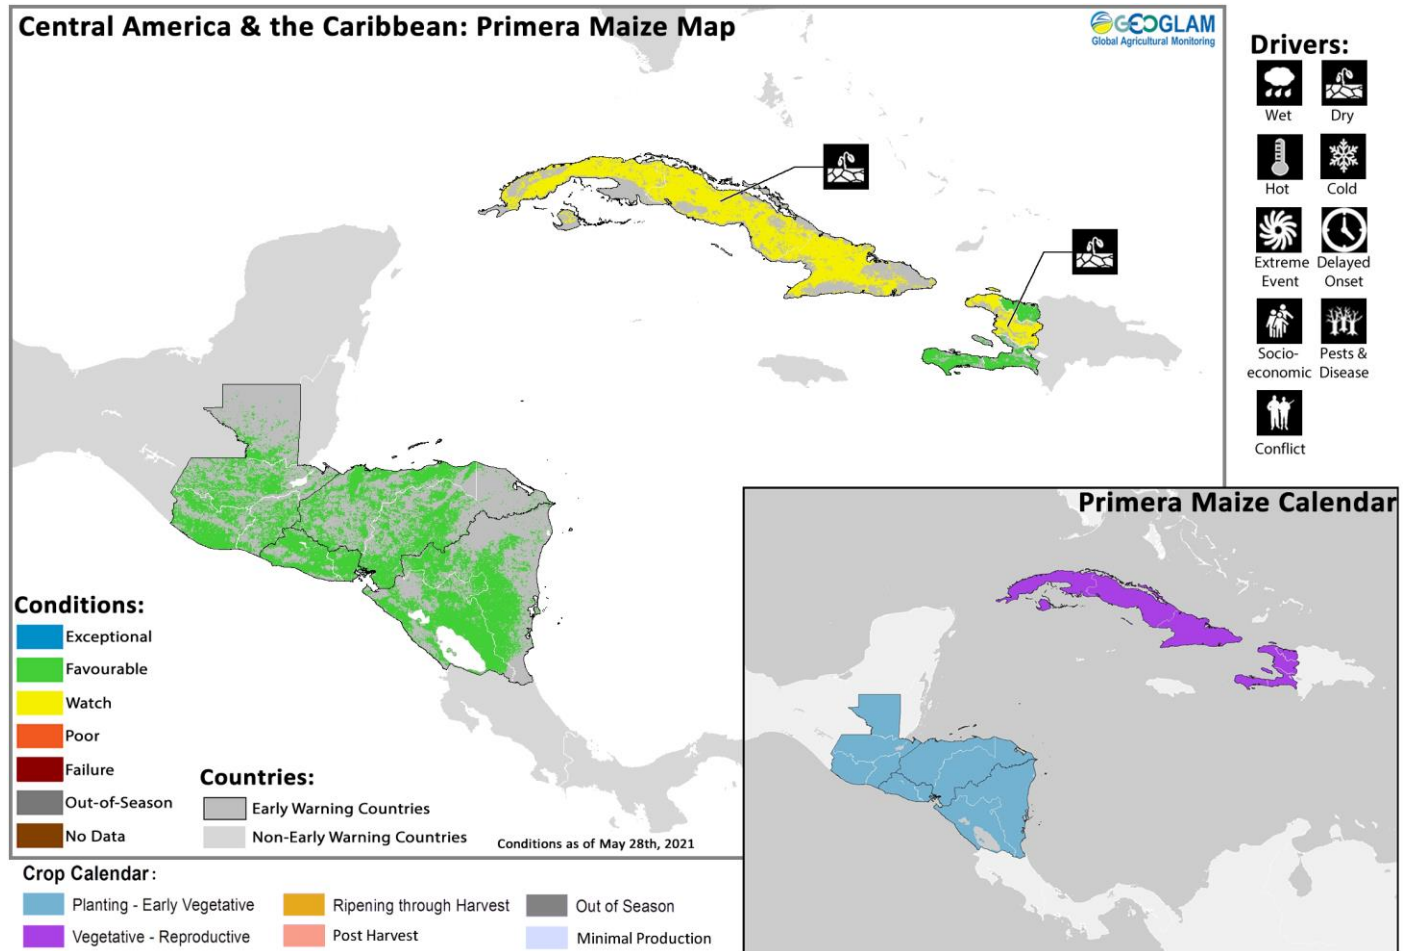 Central America & the Caribbean: Primera Maize Map
GEOGLAM
Global Agricultural Monitoring
Drivers:
Wet
Dry
Hot
Cold
Extreme
Event
Delayed
Onset
Socio-
economic
Pests &
Disease
Conflict
Primera Maize Calendar
Conditions:
Exceptional
Favourable
Watch
Poor
Failure
Out-of-Season
No Data
Countries:
Early Warning Countries
Non-Early Warning Countries
Conditions as of May 28th, 2021
Crop Calendar:
Planting - Early Vegetative
Vegetative - Reproductive
Ripening through Harvest
Post Harvest
Out of Season
Minimal Production